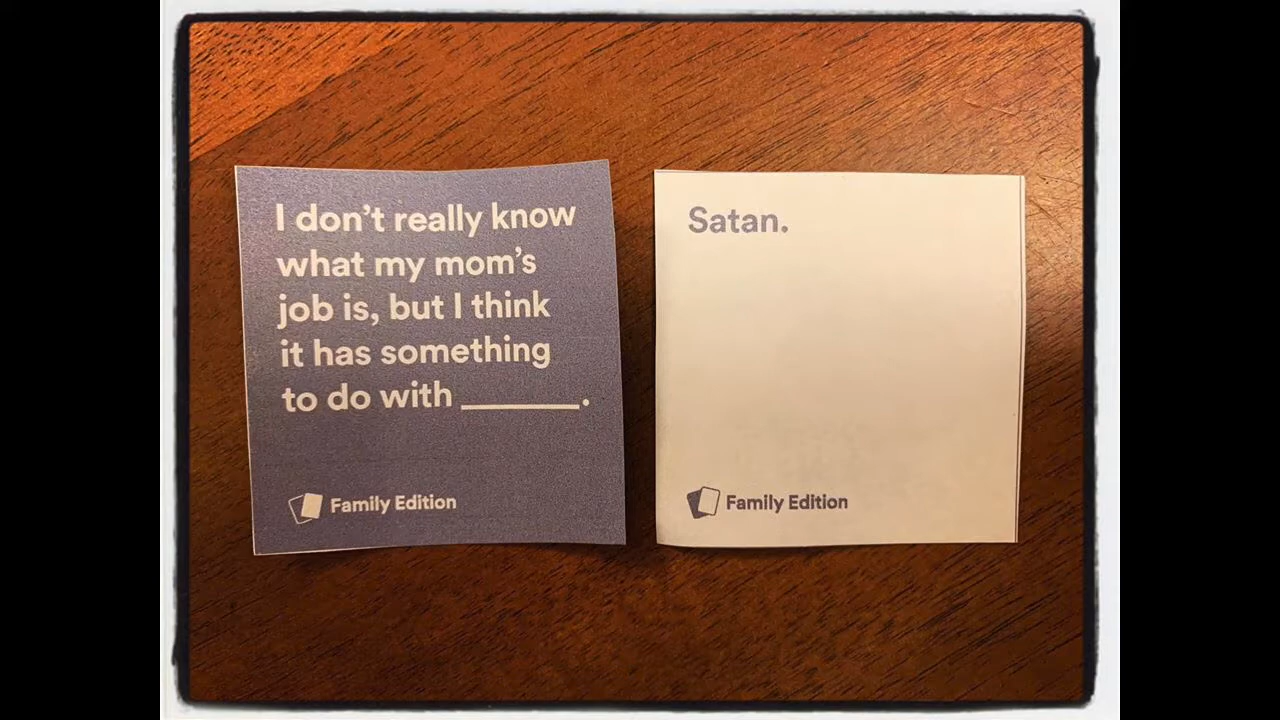 I don't really know
what my mom's
job is, but I think
it has something
to do with ______.
Family Edition
Satan.
Family Edition